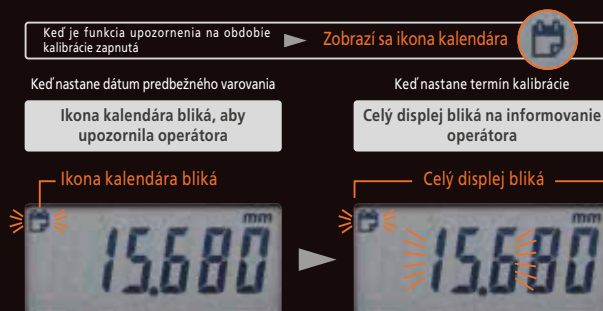 Keď je funkcia upozornenia na obdobie
kalibrácie zapnutá
Zobrazí sa ikona kalendára
Keď nastane dátum predbežného varovania
Keď nastane termín kalibrácie
Ikona kalendára bliká, aby
upozornila operátora
Celý displej bliká na informovanie
operátora
Ikona kalendára bliká
Celý displej bliká
mm
15.680
mm
15.680